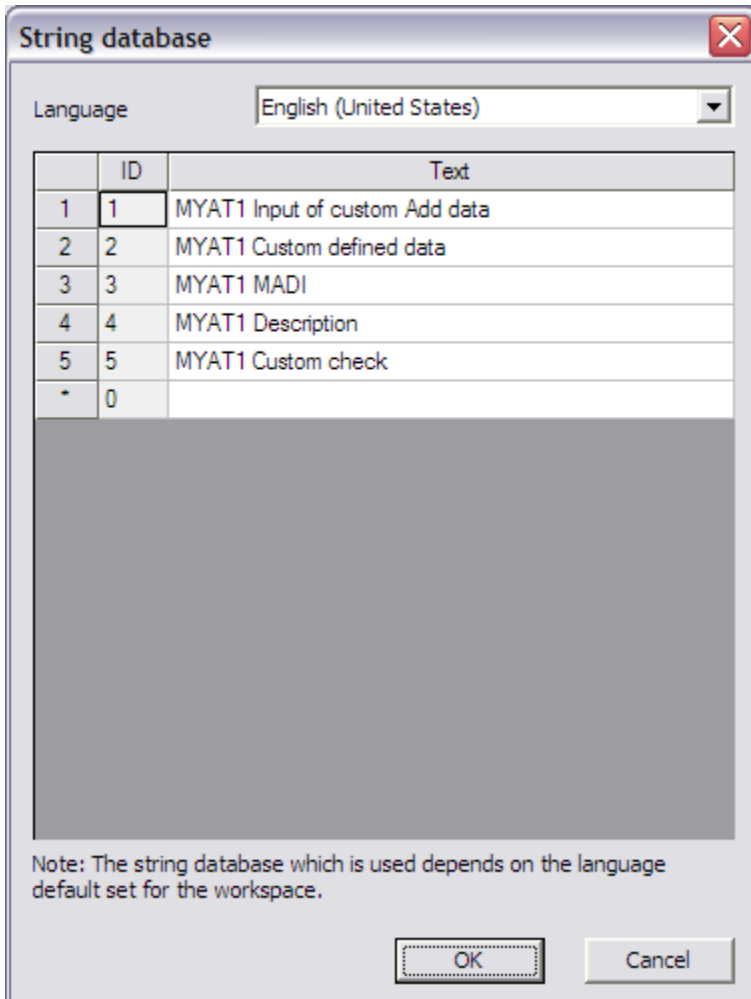 String database
Language English (United States)
ID Text
1 1 MYAT1 Input of custom Add data
2 2 MYAT1 Custom defined data
3 3 MYAT1 MADI
4 4 MYAT1 Description
5 5 MYAT1 Custom check
* 0
Note: The string database which is used depends on the language
default set for the workspace.
OK Cancel